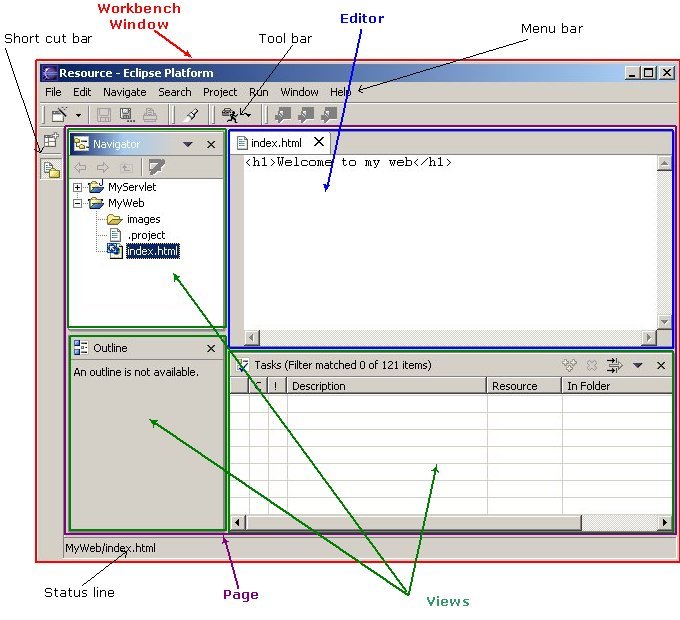 Workbench
Window
Editor
Short cut bar
Tool bar
Menu bar
Resource - Eclipse Platform
File Edit Navigate Search Project Run Window Help
Navigator
index.html
<h1>Welcome to my web</h1>
MyServlet
MyWeb
images
.project
index.html
Outline
An outline is not available.
Tasks (Filter matched 0 of 121 items)
C ! Description Resource In Folder
MyWeb/index.html
Status line
Page
Views